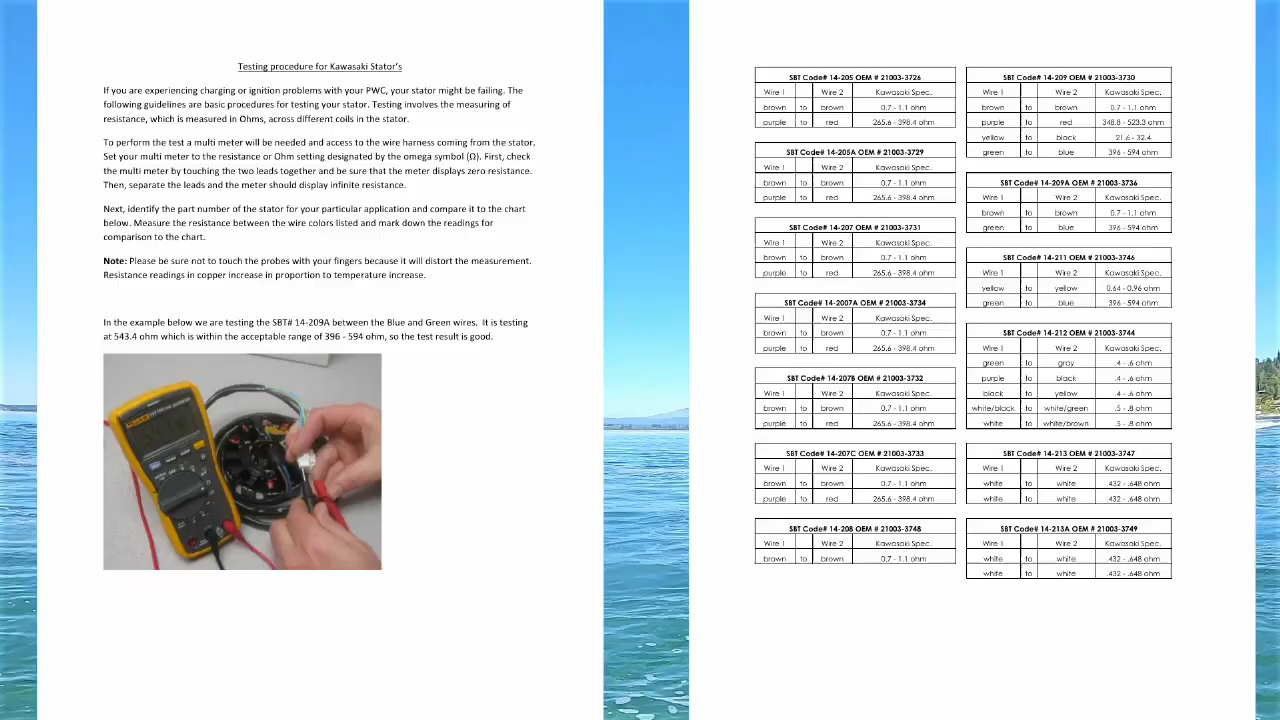 Testing procedure for Kawasaki Stator's
If you are experiencing charging or ignition problems with your PWC, your stator might be failing. The
following guidelines are basic procedures for testing your stator. Testing involves the measuring of
resistance, which is measured in Ohms, across different coils in the stator.
To perform the test a multi meter will be needed and access to the wire harness coming from the stator.
Set your multi meter to the resistance or Ohm setting designated by the omega symbol (Ω). First, check
the multi meter by touching the two leads together and be sure that the meter displays zero resistance.
Then, separate the leads and the meter should display infinite resistance.
Next, identify the part number of the stator for your particular application and compare it to the chart
below. Measure the resistance between the wire colors listed and mark down the readings for
comparison to the chart.
Note: Please be sure not to touch the probes with your fingers because it will distort the measurement.
Resistance readings in copper increase in proportion to temperature increase.
In the example below we are testing the SBT# 14-209A between the Blue and Green wires. It is testing
at 543.4 ohm which is within the acceptable range of 396 - 594 ohm, so the test result is good.
SBT Code# 14-205 OEM # 21003-3726
Wire 1 Wire 2 Kawasaki Spec.
brown to brown 0.7 - 1.1 ohm
purple to red 265.6 - 398.4 ohm
SBT Code# 14-205A OEM # 21003-3729
Wire 1 Wire 2 Kawasaki Spec.
brown to brown 0.7 - 1.1 ohm
purple to red 265.6 - 398.4 ohm
SBT Code# 14-207 OEM # 21003-3731
Wire 1 Wire 2 Kawasaki Spec.
brown to brown 0.7 - 1.1 ohm
purple to red 265.6 - 398.4 ohm
SBT Code# 14-2007A OEM # 21003-3734
Wire 1 Wire 2 Kawasaki Spec.
brown to brown 0.7 - 1.1 ohm
purple to red 265.6 - 398.4 ohm
SBT Code# 14-207B OEM # 21003-3732
Wire 1 Wire 2 Kawasaki Spec.
brown to brown 0.7 - 1.1 ohm
purple to red 265.6 - 398.4 ohm
SBT Code# 14-207C OEM # 21003-3733
Wire 1 Wire 2 Kawasaki Spec.
brown to brown 0.7 - 1.1 ohm
purple to red 265.6 - 398.4 ohm
SBT Code# 14-208 OEM # 21003-3748
Wire 1 Wire 2 Kawasaki Spec.
brown to brown 0.7 - 1.1 ohm
SBT Code# 14-209 OEM # 21003-3730
Wire 1 Wire 2 Kawasaki Spec.
brown to brown 0.7 - 1.1 ohm
purple to red 348.8 - 523.3 ohm
yellow to black 21.6 - 32.4
green to blue 396 - 594 ohm
SBT Code# 14-209A OEM # 21003-3736
Wire 1 Wire 2 Kawasaki Spec.
brown to brown 0.7 - 1.1 ohm
green to blue 396 - 594 ohm
SBT Code# 14-211 OEM # 21003-3746
Wire 1 Wire 2 Kawasaki Spec.
yellow to yellow 0.64 - 0.96 ohm
green to blue 396 - 594 ohm
SBT Code# 14-212 OEM # 21003-3744
Wire 1 Wire 2 Kawasaki Spec.
green to gray .4 - .6 ohm
purple to black .4 - .6 ohm
black to yellow .4 - .6 ohm
white/black to white/green .5 - .8 ohm
white to white/brown .5 - .8 ohm
SBT Code# 14-213 OEM # 21003-3747
Wire 1 Wire 2 Kawasaki Spec.
white to white .432 - .648 ohm
white to white .432 - .648 ohm
SBT Code# 14-213A OEM # 21003-3749
Wire 1 Wire 2 Kawasaki Spec.
white to white .432 - .648 ohm
white to white .432 - .648 ohm